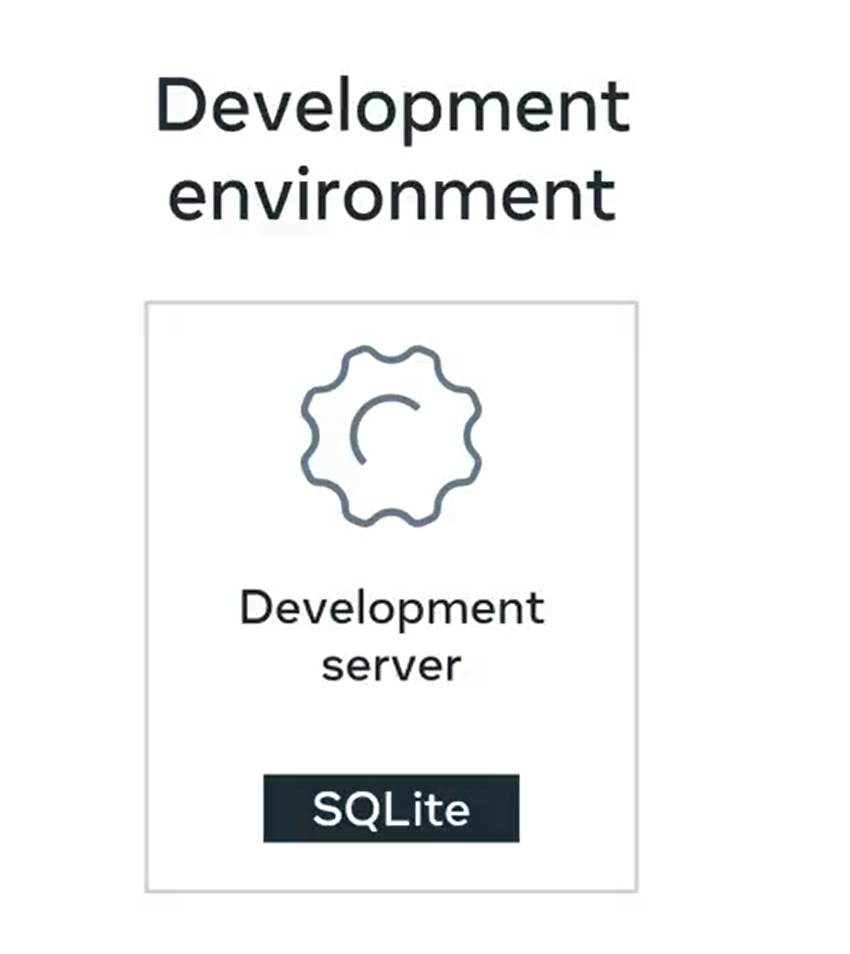 Development
environment
Development
server
SQLite